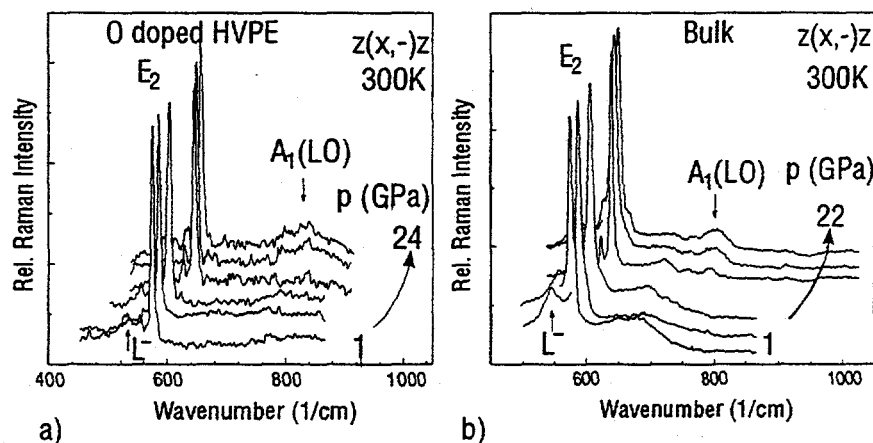 O doped HVPE
z(x,-)z
300K
E2
A1(LO)
p (GPa)
24
L-
1
Rel. Raman Intensity
400
600
800
1000
Wavenumber (1/cm)
a)
Bulk
z(x,-)z
300K
E2
A1(LO)
p (GPa)
22
L-
1
Rel. Raman Intensity
600
800
1000
Wavenumber (1/cm)
b)